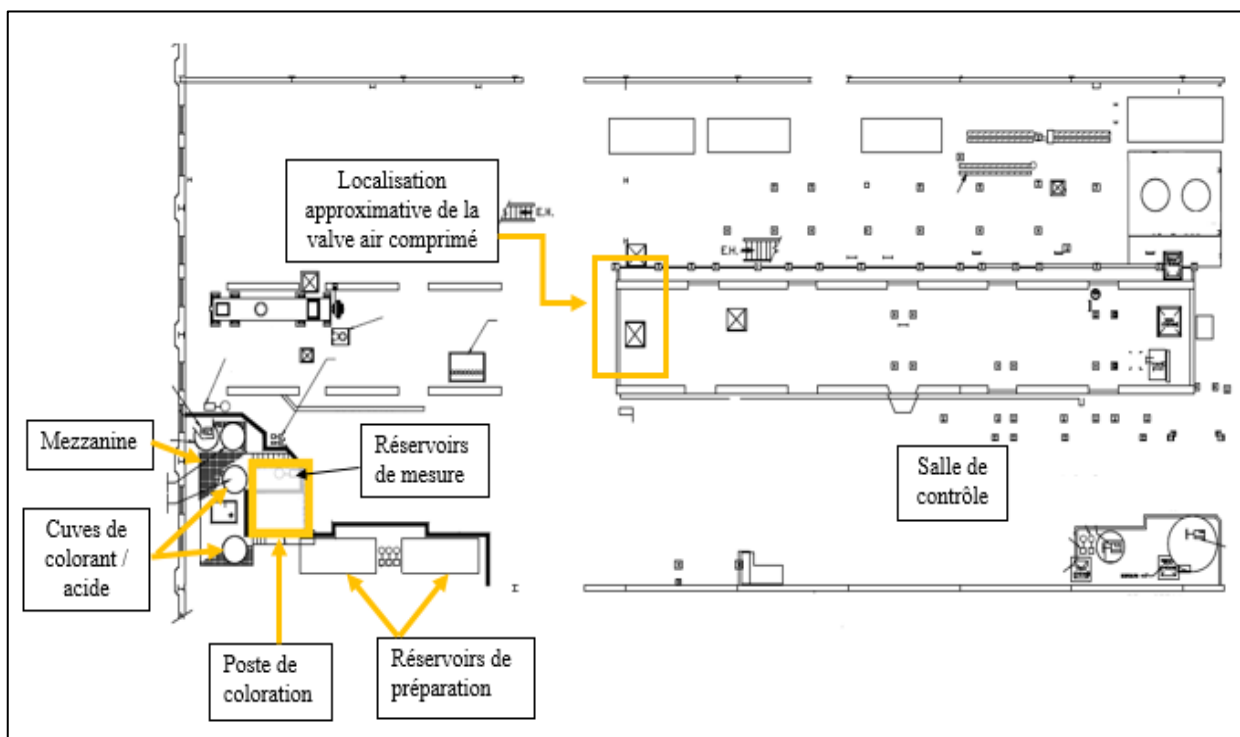 Localisation
approximative de la
valve air comprimé
E.H.
E.H.
Mezzanine
Réservoirs
de mesure
Salle de
contrôle
Cuves de
colorant /
acide
Poste de
coloration
Réservoirs de
préparation